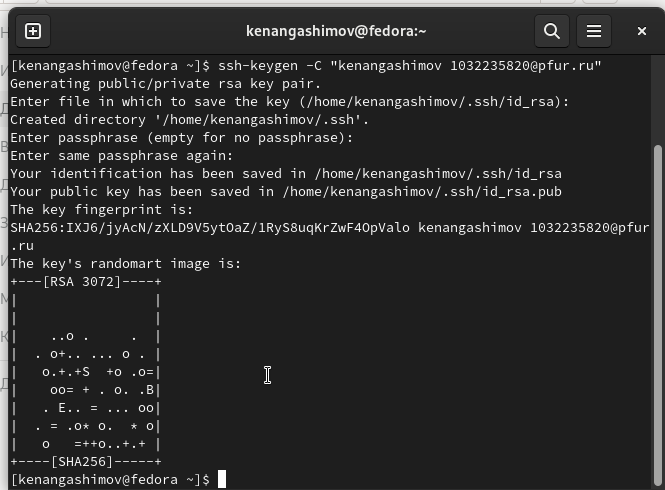 kenangashimov@fedora:~
[kenangashimov@fedora ~]$ ssh-keygen -C "kenangashimov 1032235820@pfur.ru"
Generating public/private rsa key pair.
Enter file in which to save the key (/home/kenangashimov/.ssh/id_rsa):
Created directory '/home/kenangashimov/.ssh'.
Enter passphrase (empty for no passphrase):
Enter same passphrase again:
Your identification has been saved in /home/kenangashimov/.ssh/id_rsa
Your public key has been saved in /home/kenangashimov/.ssh/id_rsa.pub
The key fingerprint is:
SHA256:IXJ6/jyAcN/zXLD9V5ytOaZ/1RyS8uqKrZwF4OpValo kenangashimov 1032235820@pfur
.ru
The key's randomart image is:
+---[RSA 3072]----+
|                 |
|                 |
|    ..o .     .  |
|  . o+.. ... o . |
|   o.+.+S  +o .o=|
|    oo= + . o. .B|
|   . E.. = ... oo|
|  . = .o* o.  * o|
|   o   =++o..+.+ |
+----[SHA256]-----+
[kenangashimov@fedora ~]$